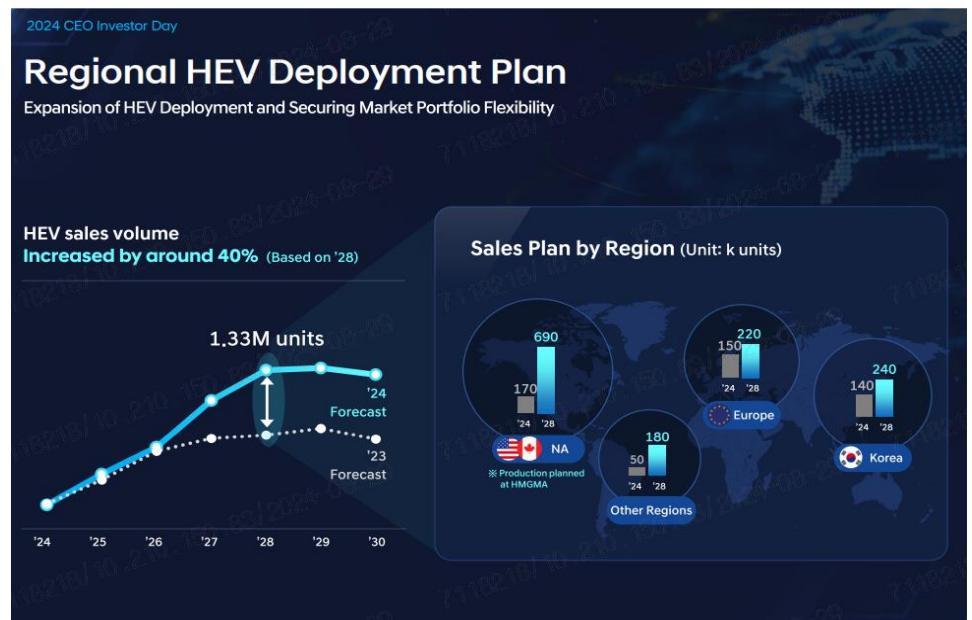 2024 CEO Investor Day
Regional HEV Deployment Plan
Expansion of HEV Deployment and Securing Market Portfolio Flexibility
HEV sales volume
Increased by around 40% (Based on '28)
1.33M units
'24
Forecast
'23
Forecast
'24 '25 '26 '27 '28 '29 '30
Sales Plan by Region (Unit: k units)
170 690
'24 '28
NA
※ Production planned
at HMGMA
50 180
'24 '28
Other Regions
150 220
'24 '28
Europe
140 240
'24 '28
Korea